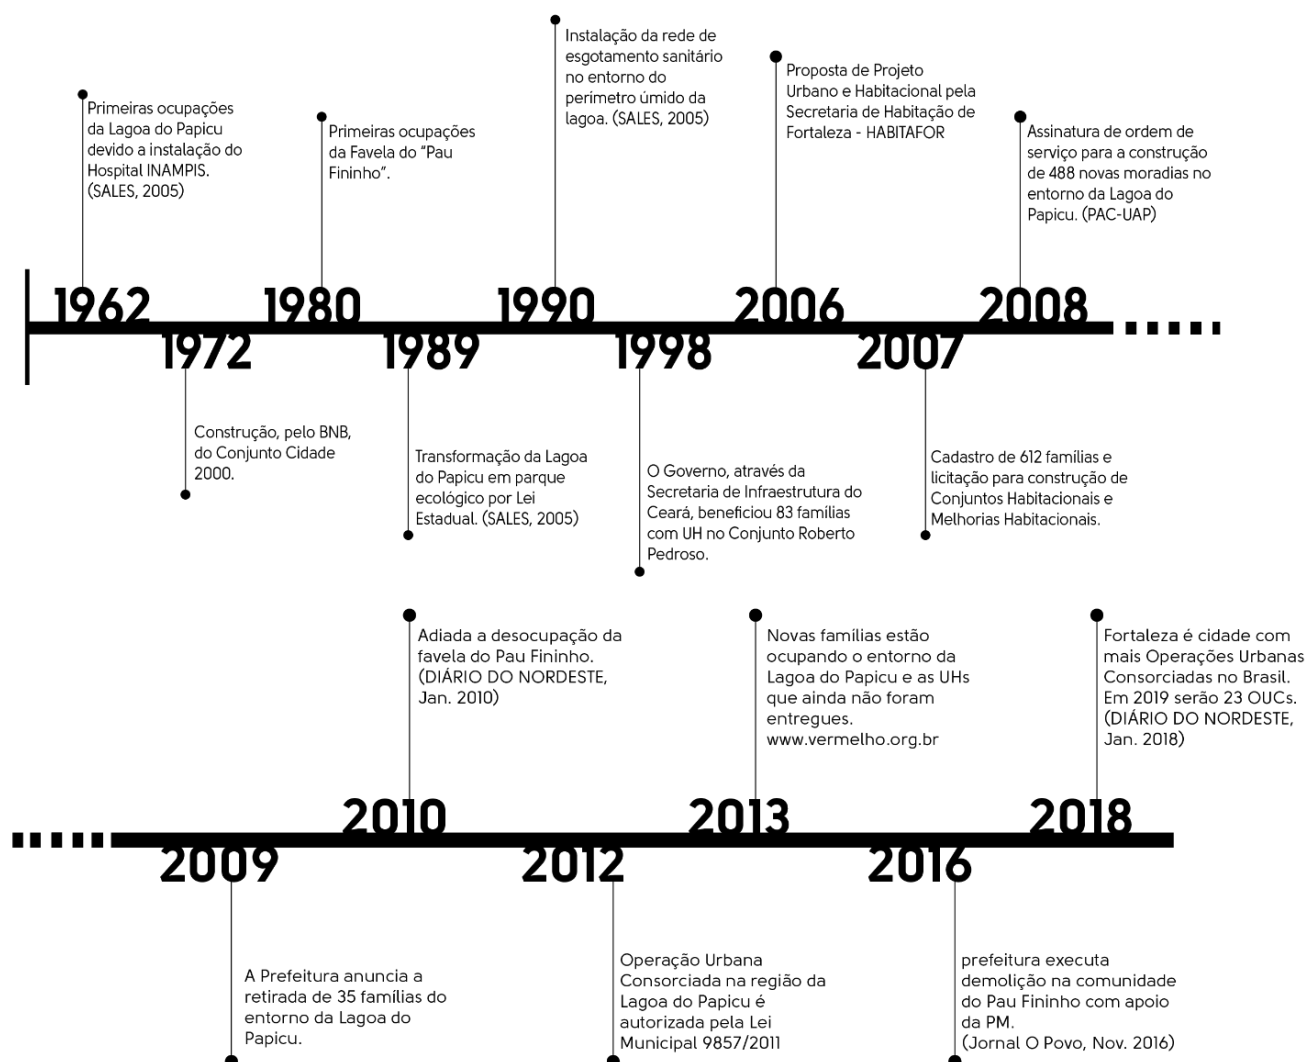 1962
Primeiras ocupações
da Lagoa do Papicu
devido a instalação do
Hospital INAMPIS.
(SALES, 2005)
1972
Construção, pelo BNB,
do Conjunto Cidade
2000.
1980
Primeiras ocupações
da Favela do “Pau
Fininho”.
1989
Transformação da Lagoa
do Papicu em parque
ecológico por Lei
Estadual. (SALES, 2005)
1990
Instalação da rede de
esgotamento sanitário
no entorno do
perímetro úmido da
lagoa. (SALES, 2005)
1998
O Governo, através da
Secretaria de Infraestrutura do
Ceará, beneficiou 83 famílias
com UH no Conjunto Roberto
Pedroso.
2006
Proposta de Projeto
Urbano e Habitacional pela
Secretaria de Habitação de
Fortaleza - HABITAFOR
2007
Cadastro de 612 famílias e
licitação para construção de
Conjuntos Habitacionais e
Melhorias Habitacionais.
2008
Assinatura de ordem de
serviço para a construção
de 488 novas moradias no
entorno da Lagoa do
Papicu. (PAC-UAP)
2009
A Prefeitura anuncia a
retirada de 35 famílias do
entorno da Lagoa do
Papicu.
2010
Adiada a desocupação da
favela do Pau Fininho.
(DIÁRIO DO NORDESTE,
Jan. 2010)
2012
Operação Urbana
Consorciada na região da
Lagoa do Papicu é
autorizada pela Lei
Municipal 9857/2011
2013
Novas famílias estão
ocupando o entorno da
Lagoa do Papicu e as UHs
que ainda não foram
entregues.
www.vermelho.org.br
2016
prefeitura executa
demolição na comunidade
do Pau Fininho com apoio
da PM.
(Jornal O Povo, Nov. 2016)
2018
Fortaleza é cidade com
mais Operações Urbanas
Consorciadas no Brasil.
Em 2019 serão 23 OUCs.
(DIÁRIO DO NORDESTE,
Jan. 2018)